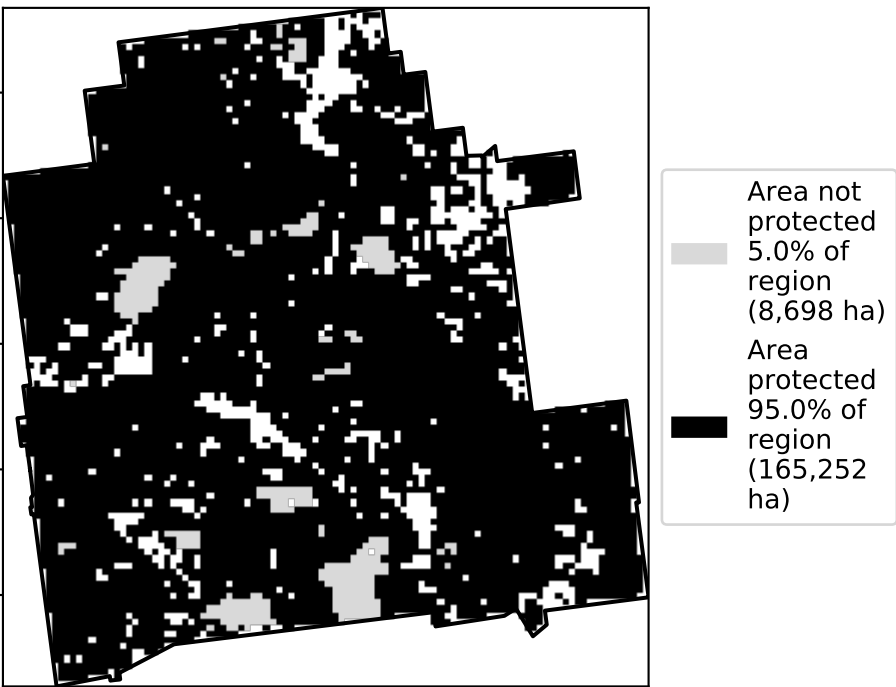 Area not
protected
5.0% of
region
(8,698 ha)
Area
protected
95.0% of
region
(165,252
ha)